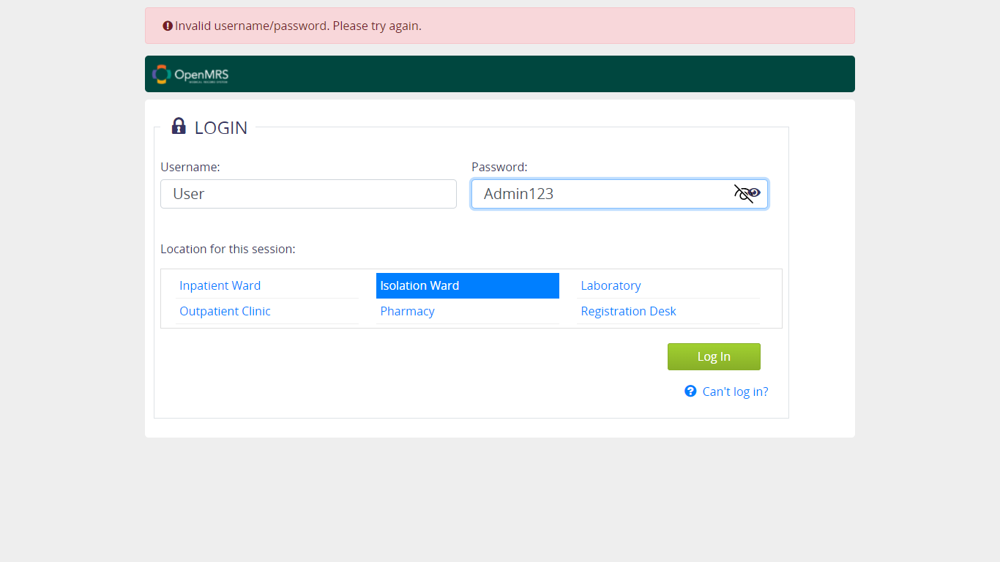 Invalid username/password. Please try again.
OpenMRS
LOGIN
Username:
Password:
User
Admin123
Location for this session:
Inpatient Ward
Isolation Ward
Laboratory
Outpatient Clinic
Pharmacy
Registration Desk
Log In
Can't log in?